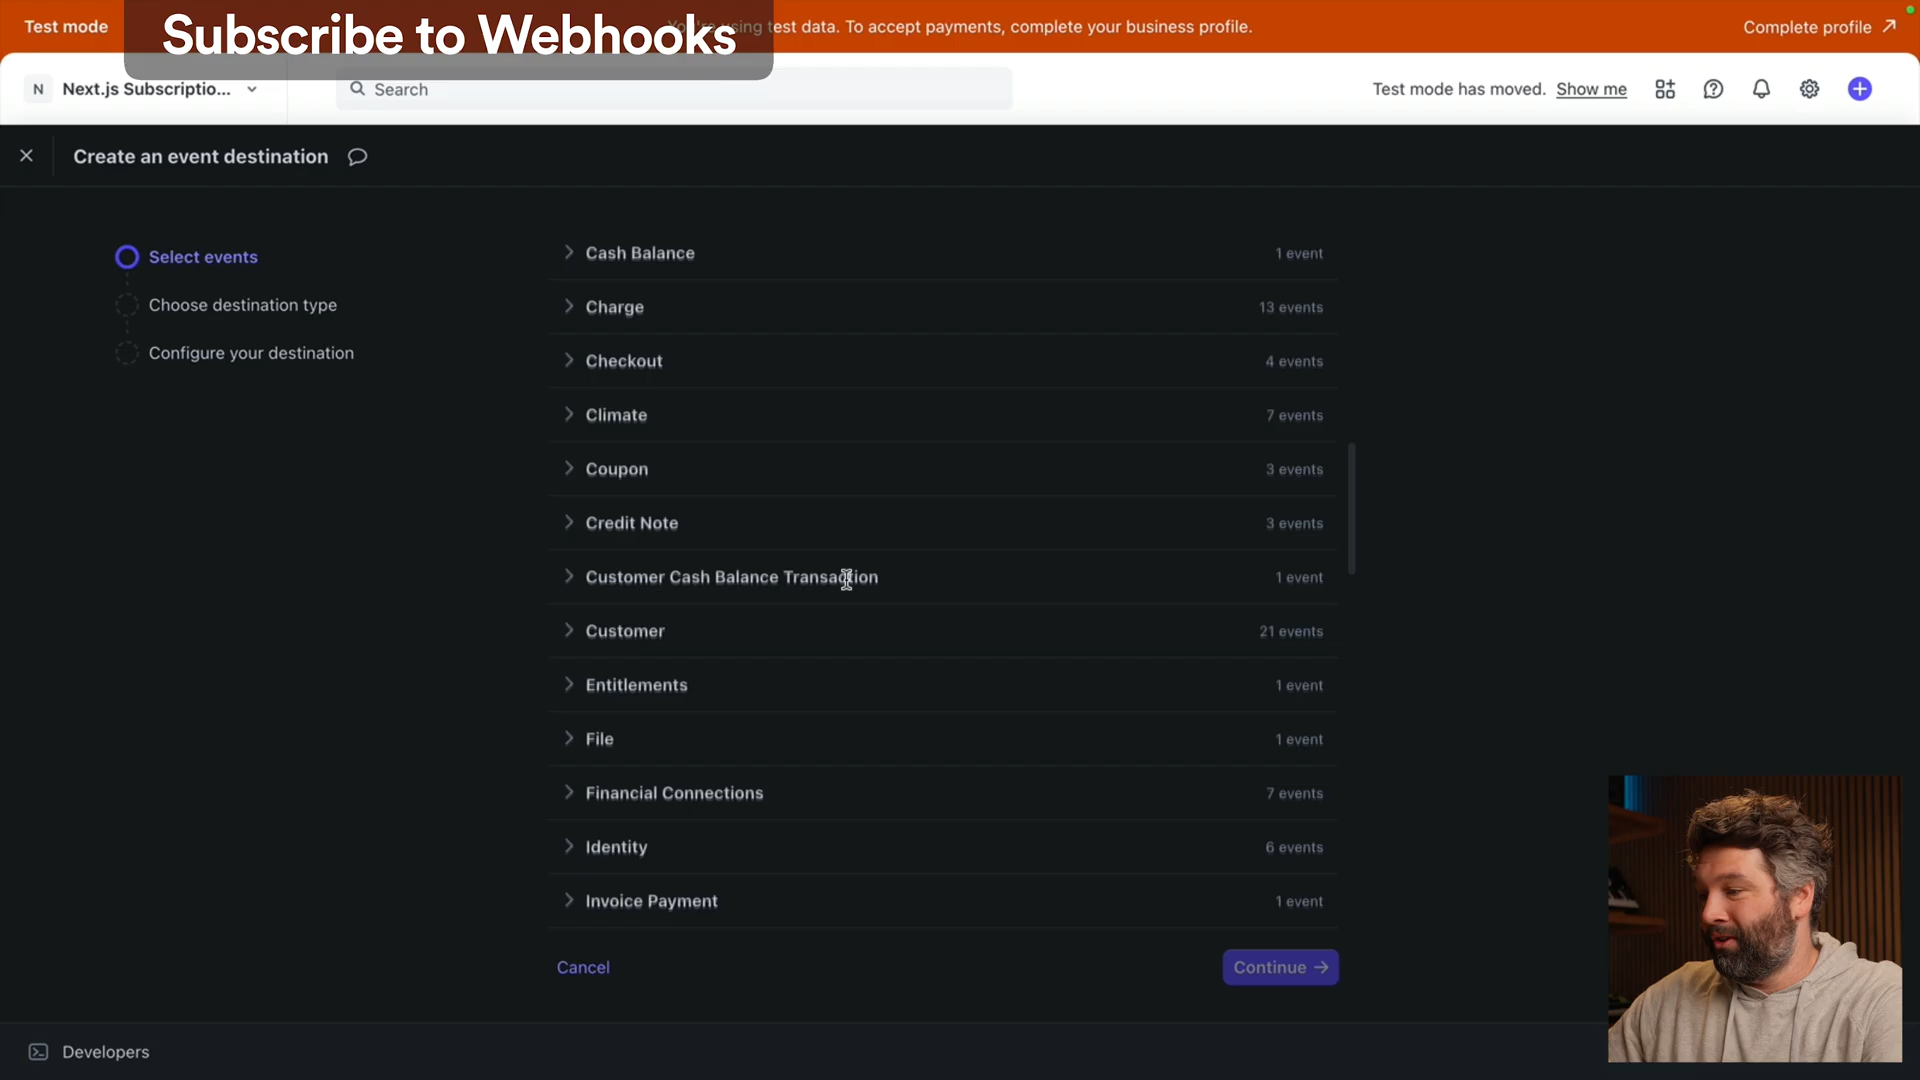 Test mode
Subscribe to Webhooks
You're using test data. To accept payments, complete your business profile.
Complete profile
N
Next.js Subscriptio...
Search
Test mode has moved. Show me
Create an event destination
Select events
Choose destination type
Configure your destination
Cash Balance 1 event
Charge 13 events
Checkout 4 events
Climate 7 events
Coupon 3 events
Credit Note 3 events
Customer Cash Balance Transaction 1 event
Customer 21 events
Entitlements 1 event
File 1 event
Financial Connections 7 events
Identity 6 events
Invoice Payment 1 event
Cancel
Continue →
Developers